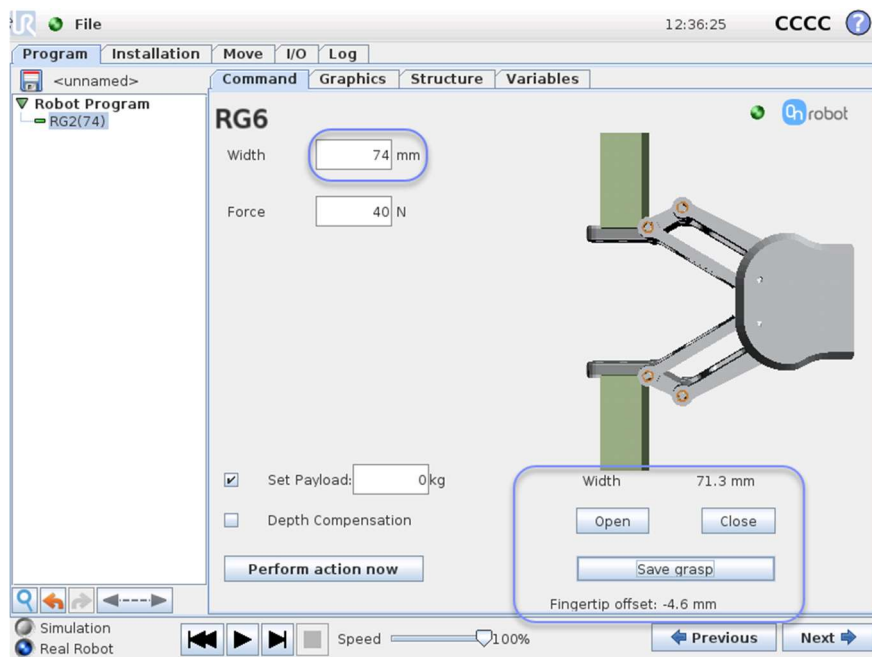 File 12:36:25 CCCC ?
Program Installation Move I/O Log
<unnamed> Command Graphics Structure Variables
Robot Program
RG2(74)
RG6
On robot
Width 74 mm
Force 40 N
Set Payload: 0 kg
Width 71.3 mm
Depth Compensation
Open Close
Perform action now
Save grasp
Fingertip offset: -4.6 mm
Simulation
Real Robot
Speed 100%
Previous Next